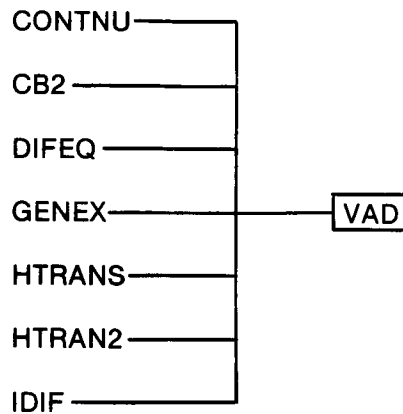 CONTNU
CB2
DIFEQ
GENEX
VAD
HTRANS
HTRAN2
IDIF